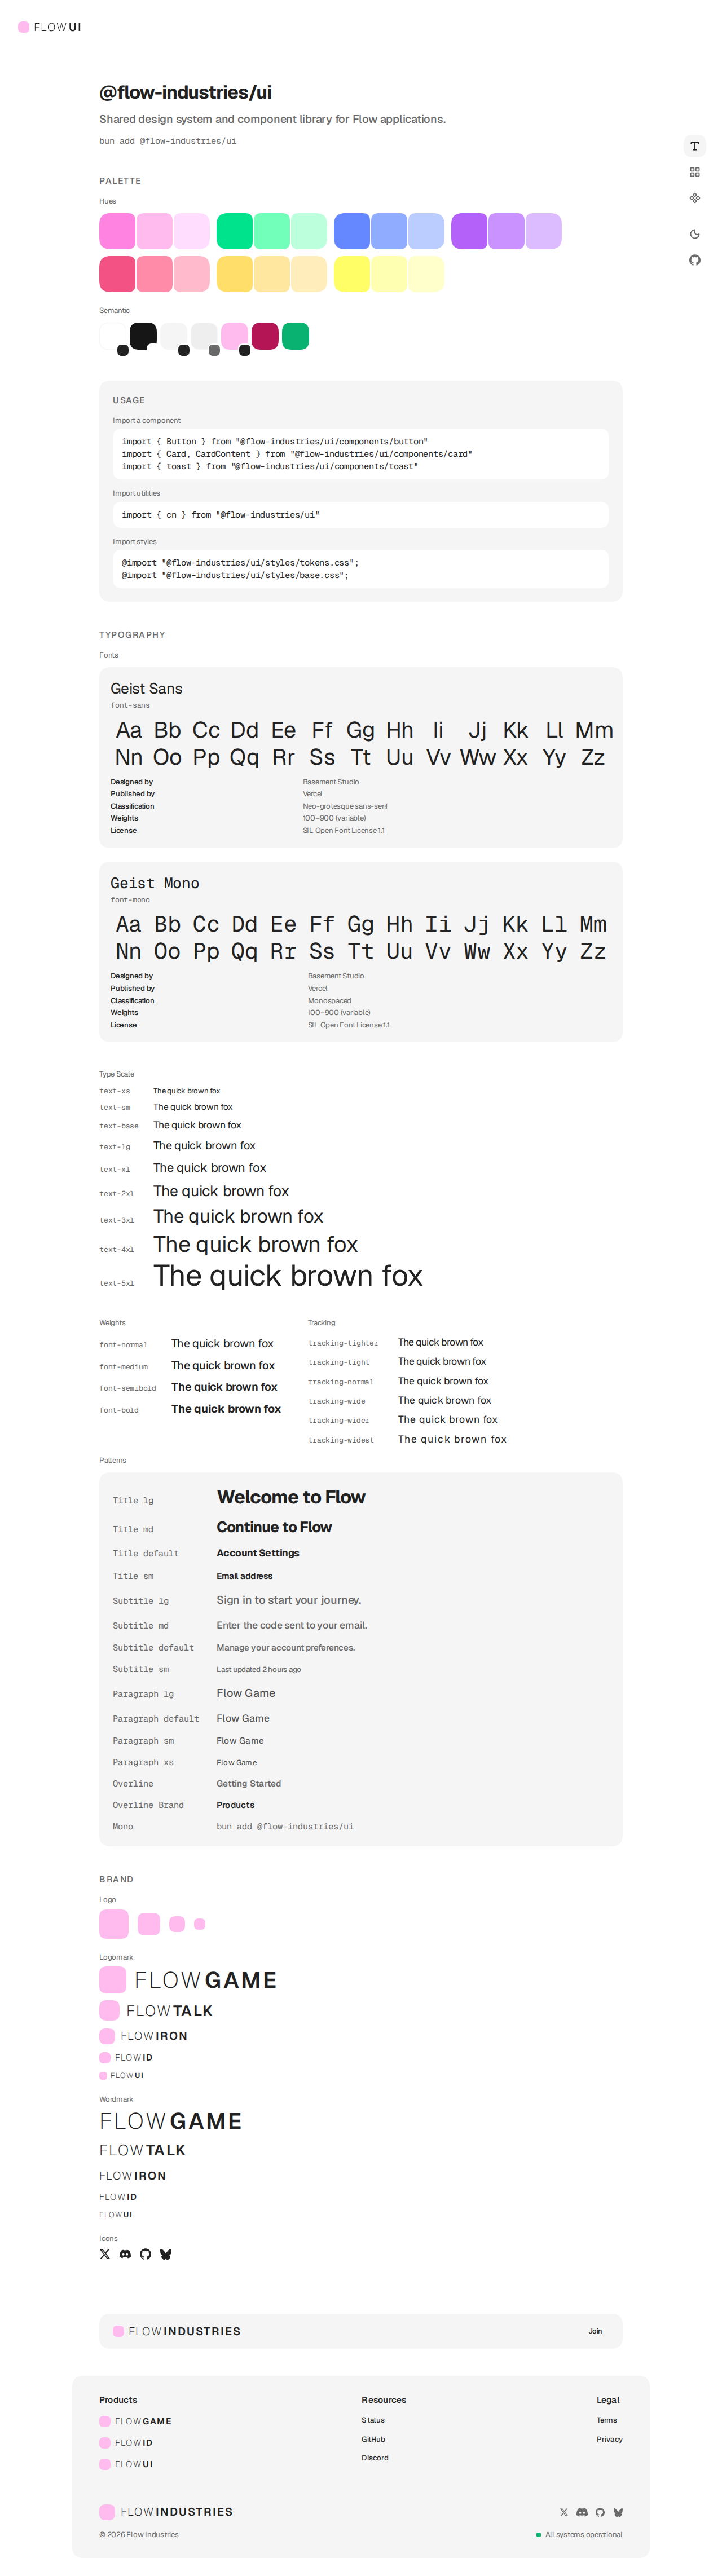 FLOW UI
@flow-industries/ui
Shared design system and component library for Flow applications.
bun add @flow-industries/ui
PALETTE
Hues
Semantic
USAGE
Import a component
import { Button } from "@flow-industries/ui/components/button"
import { Card, CardContent } from "@flow-industries/ui/components/card"
import { toast } from "@flow-industries/ui/components/toast"
Import utilities
import { cn } from "@flow-industries/ui"
Import styles
@import "@flow-industries/ui/styles/tokens.css";
@import "@flow-industries/ui/styles/base.css";
TYPOGRAPHY
Fonts
Geist Sans
font-sans
Aa Bb Cc Dd Ee Ff Gg Hh Ii Jj Kk Ll Mm
Nn Oo Pp Qq Rr Ss Tt Uu Vv Ww Xx Yy Zz
Designed by Basement Studio
Published by Vercel
Classification Neo-grotesque sans-serif
Weights 100–900 (variable)
License SIL Open Font License 1.1
Geist Mono
font-mono
Aa Bb Cc Dd Ee Ff Gg Hh Ii Jj Kk Ll Mm
Nn Oo Pp Qq Rr Ss Tt Uu Vv Ww Xx Yy Zz
Designed by Basement Studio
Published by Vercel
Classification Monospaced
Weights 100–900 (variable)
License SIL Open Font License 1.1
Type Scale
text-xs The quick brown fox
text-sm The quick brown fox
text-base The quick brown fox
text-lg The quick brown fox
text-xl The quick brown fox
text-2xl The quick brown fox
text-3xl The quick brown fox
text-4xl The quick brown fox
text-5xl The quick brown fox
Weights
font-normal The quick brown fox
font-medium The quick brown fox
font-semibold The quick brown fox
font-bold The quick brown fox
Tracking
tracking-tighter The quick brown fox
tracking-tight The quick brown fox
tracking-normal The quick brown fox
tracking-wide The quick brown fox
tracking-wider The quick brown fox
tracking-widest The quick brown fox
Patterns
Title lg Welcome to Flow
Title md Continue to Flow
Title default Account Settings
Title sm Email address
Subtitle lg Sign in to start your journey.
Subtitle md Enter the code sent to your email.
Subtitle default Manage your account preferences.
Subtitle sm Last updated 2 hours ago
Paragraph lg Flow Game
Paragraph default Flow Game
Paragraph sm Flow Game
Paragraph xs Flow Game
Overline Getting Started
Overline Brand Products
Mono bun add @flow-industries/ui
BRAND
Logo
Logomark
FLOW GAME
FLOW TALK
FLOW IRON
FLOW ID
FLOW UI
Wordmark
FLOW GAME
FLOW TALK
FLOW IRON
FLOW ID
FLOW UI
Icons
FLOW INDUSTRIES
Join
Products
FLOW GAME
FLOW ID
FLOW UI
Resources
Status
GitHub
Discord
Legal
Terms
Privacy
FLOW INDUSTRIES
© 2026 Flow Industries
All systems operational